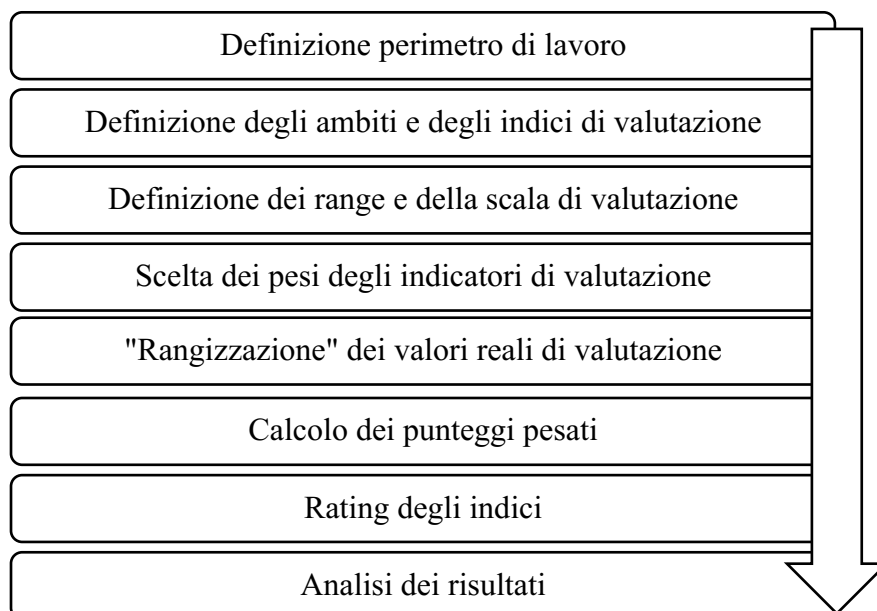 Definizione perimetro di lavoro
Definizione degli ambiti e degli indici di valutazione
Definizione dei range e della scala di valutazione
Scelta dei pesi degli indicatori di valutazione
"Rangizzazione" dei valori reali di valutazione
Calcolo dei punteggi pesati
Rating degli indici
Analisi dei risultati